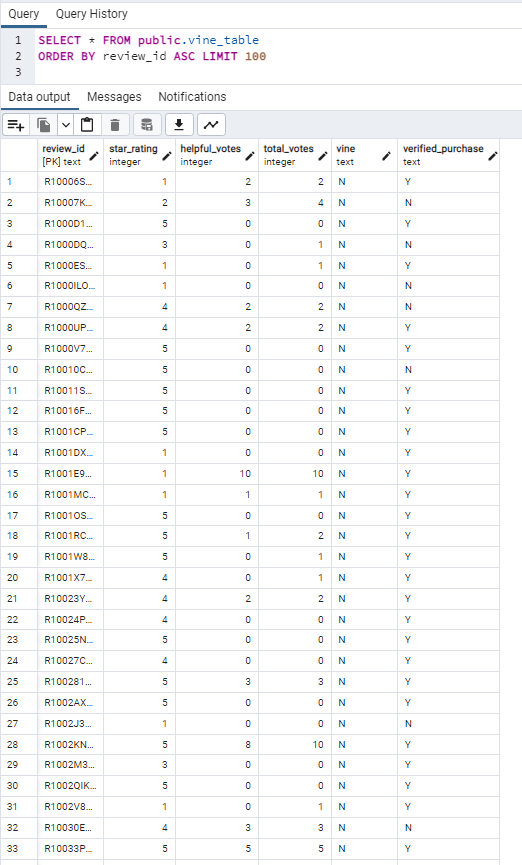 Query Query History
1 SELECT * FROM public.vine_table
2 ORDER BY review_id ASC LIMIT 100
3
Data output Messages Notifications
review_id star_rating helpful_votes total_votes vine verified_purchase
[PK] text integer integer integer text text
1 R10006S... 1 2 2 N Y
2 R10007K... 2 3 4 N N
3 R1000D1... 5 0 0 N Y
4 R1000DQ... 3 0 1 N N
5 R1000ES... 1 0 1 N Y
6 R1000ILO... 1 0 0 N N
7 R1000QZ... 4 2 2 N N
8 R1000UP... 4 2 2 N Y
9 R1000V7... 5 0 0 N Y
10 R10010C... 5 0 0 N N
11 R10011S... 5 0 0 N Y
12 R10016F... 5 0 0 N Y
13 R1001CP... 5 0 0 N Y
14 R1001DX... 1 0 0 N Y
15 R1001E9... 1 10 10 N Y
16 R1001MC... 1 1 1 N Y
17 R1001OS... 5 0 0 N Y
18 R1001RC... 5 1 2 N Y
19 R1001W8... 5 0 1 N Y
20 R1001X7... 4 0 1 N Y
21 R10023Y... 4 2 2 N Y
22 R10024P... 4 0 0 N Y
23 R10025N... 5 0 0 N Y
24 R10027C... 4 0 0 N Y
25 R100281... 5 3 3 N Y
26 R1002AX... 5 0 0 N Y
27 R1002J3... 1 0 0 N N
28 R1002KN... 5 8 10 N Y
29 R1002M3... 3 0 0 N Y
30 R1002QIK... 5 0 0 N Y
31 R1002V8... 1 0 1 N Y
32 R10030E... 4 3 3 N N
33 R10033P... 5 5 5 N Y